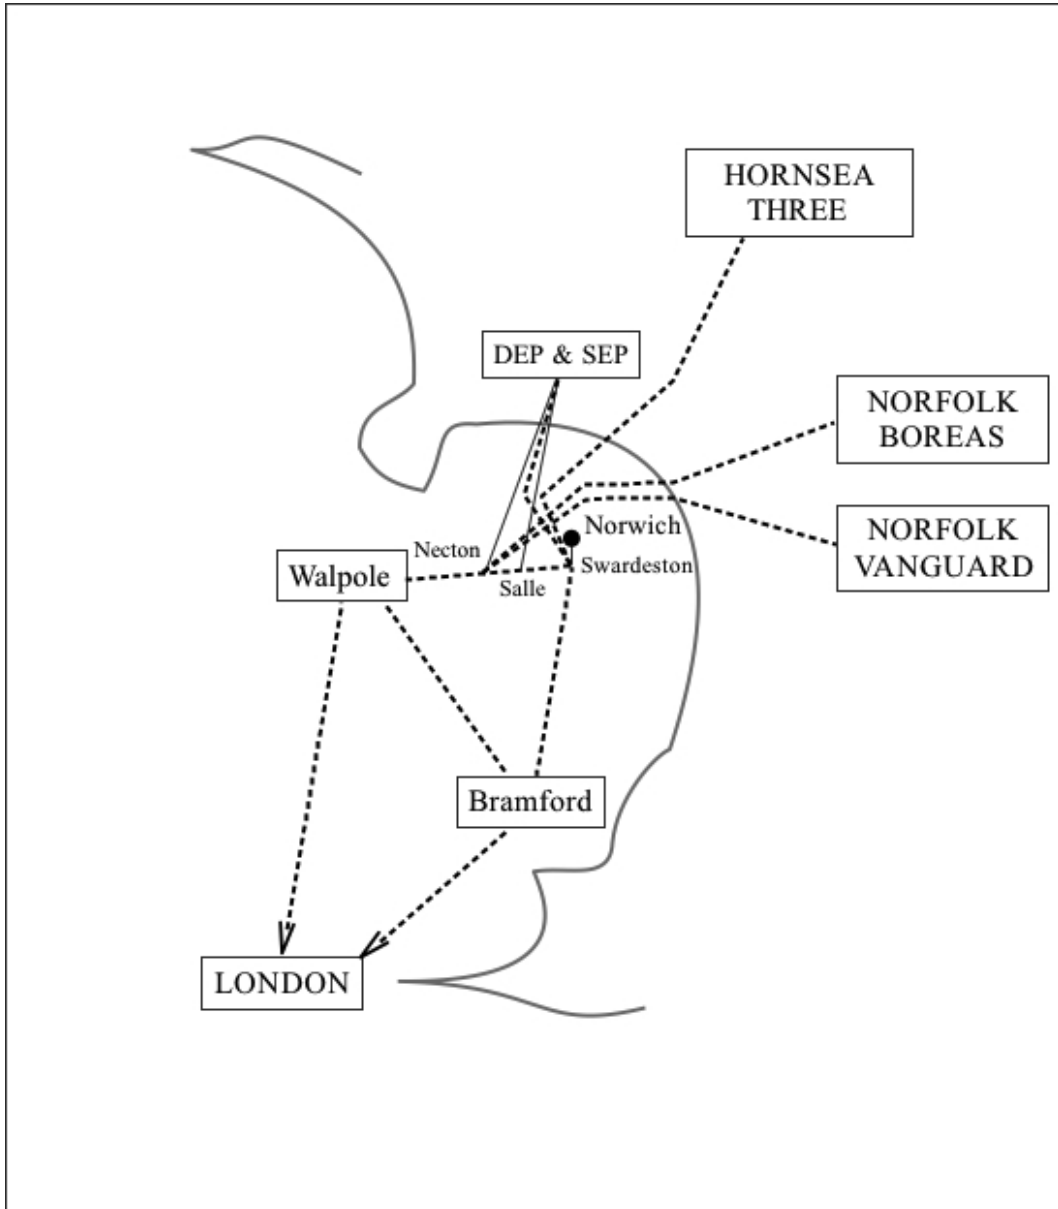 HORNSEA
THREE
DEP & SEP
NORFOLK
BOREAS
NORFOLK
VANGUARD
Norwich
Necton
Swardeston
Walpole
Salle
Bramford
LONDON